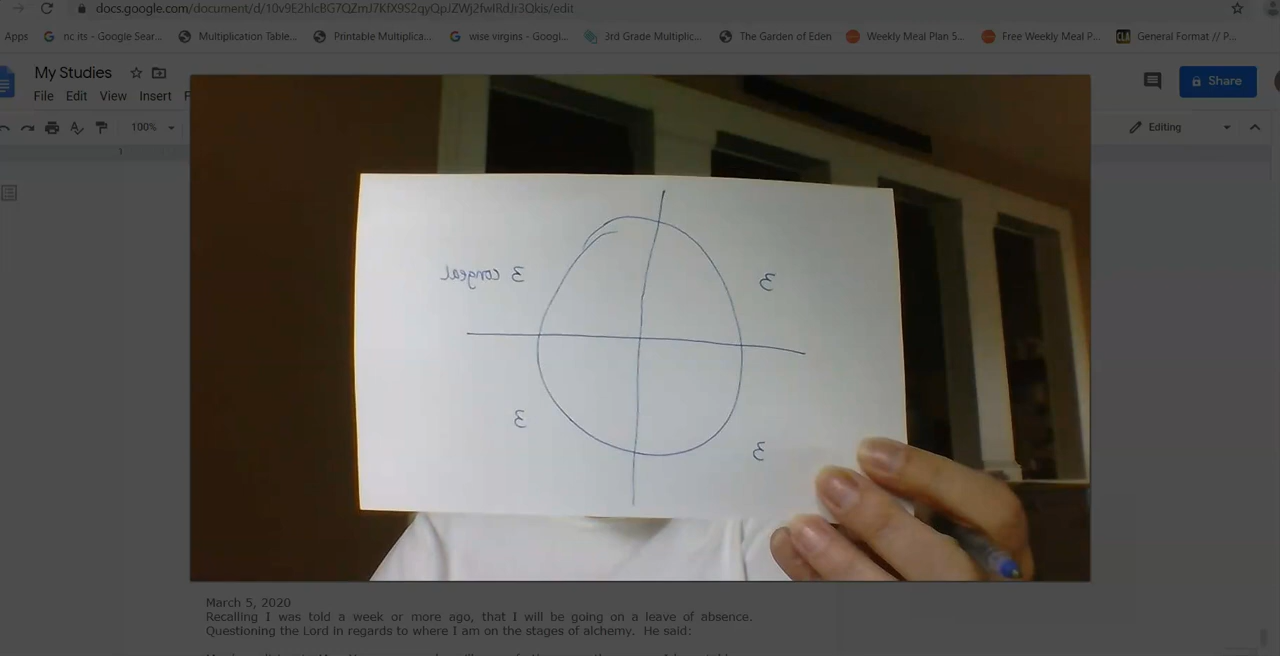 docs.google.com/document/d/10v9E2hIcBG7QZmJ7KfX9S2qyQpJZWj2fwIRdJr3Qkis/edit
Apps nc its - Google Sear... Multiplication Table... Printable Multiplica... wise virgins - Googl... 3rd Grade Multiplic... The Garden of Eden Weekly Meal Plan 5... Free Weekly Meal P... CLA General Format // P...
My Studies
File Edit View Insert F
Share
100%
Editing
1
3 congeal 3
3 3
March 5, 2020
Recalling I was told a week or more ago, that I will be going on a leave of absence.
Questioning the Lord in regards to where I am on the stages of alchemy. He said: